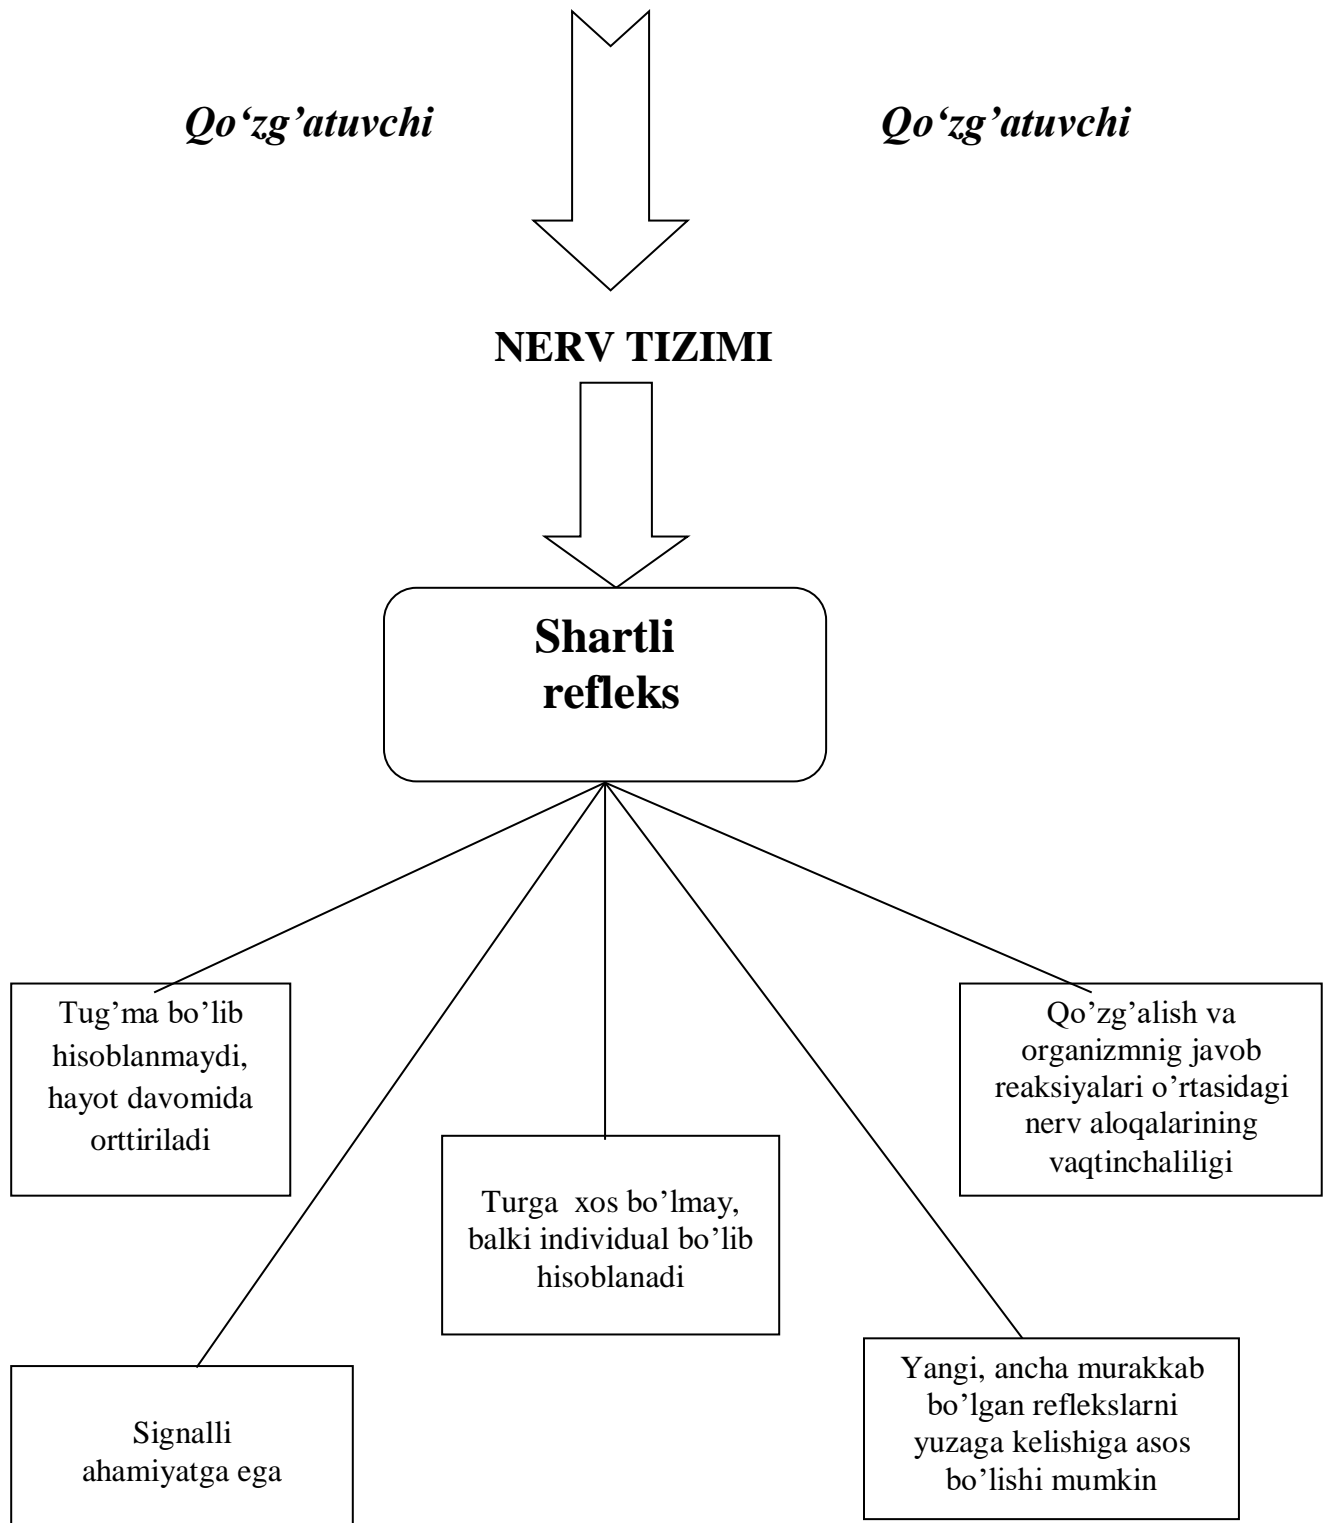 Qo‘zg’atuvchi
Qo‘zg’atuvchi
NERV TIZIMI
Shartli
refleks
Tug’ma bo’lib
hisoblanmaydi,
hayot davomida
orttiriladi
Qo’zg’alish va
organizmnig javob
reaksiyalari o’rtasidagi
nerv aloqalarining
vaqtinchaliligi
Turga xos bo’lmay,
balki individual bo’lib
hisoblanadi
Signalli
ahamiyatga ega
Yangi, ancha murakkab
bo’lgan reflekslarni
yuzaga kelishiga asos
bo’lishi mumkin